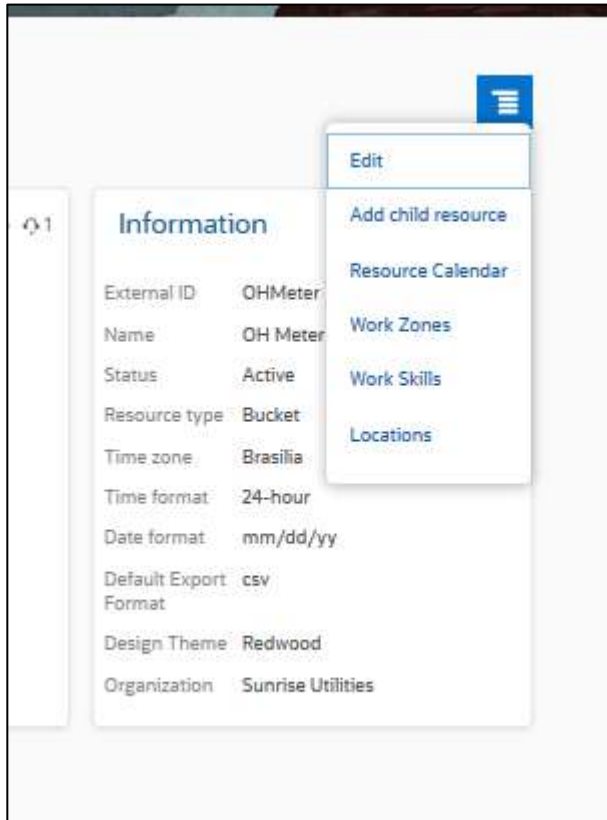 Edit
Add child resource
Resource Calendar
Work Zones
Work Skills
Locations
1
Information
External ID OHMeter
Name OH Meter
Status Active
Resource type Bucket
Time zone Brasilia
Time format 24-hour
Date format mm/dd/yy
Default Export csv
Format
Design Theme Redwood
Organization Sunrise Utilities